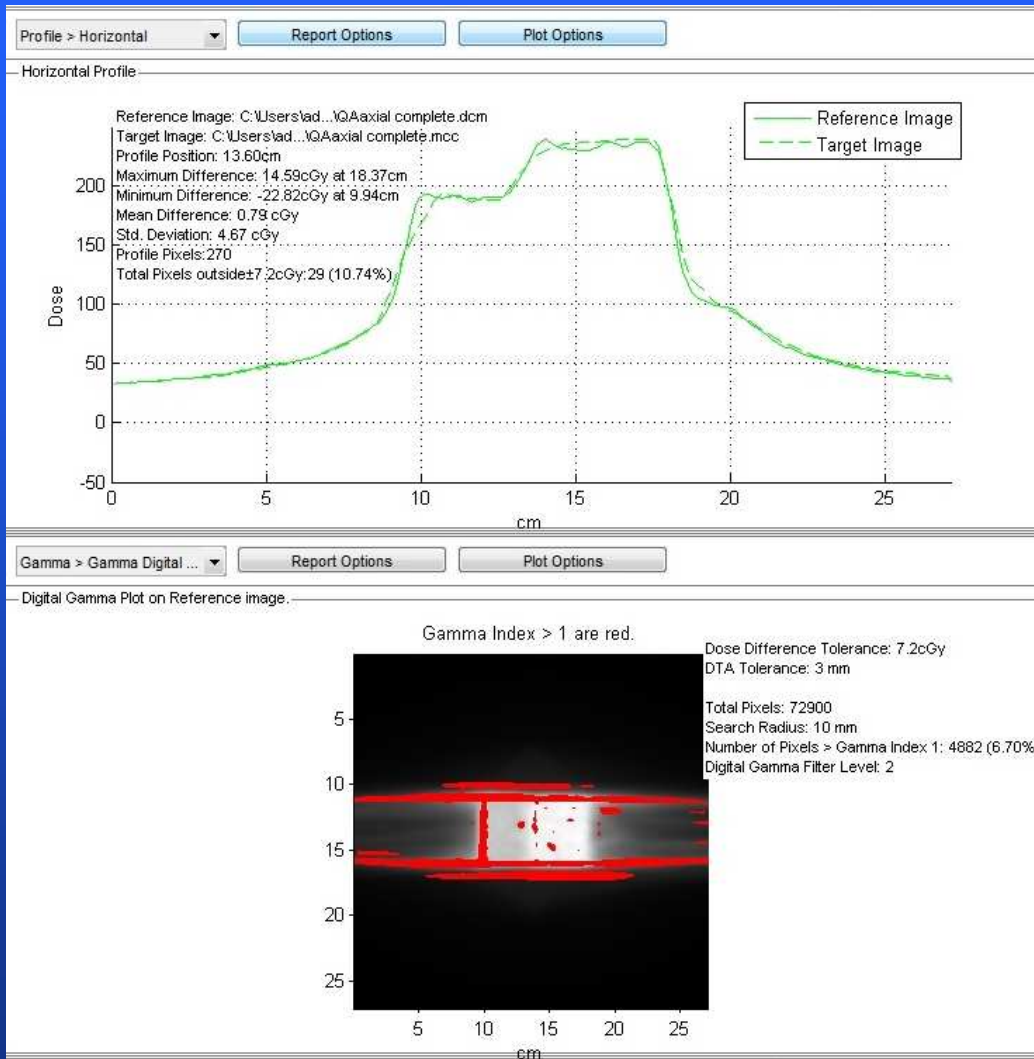 Profile > Horizontal
Report Options
Plot Options
Horizontal Profile
Reference Image: C:\Users\ad...\QAaxial complete.dcm
Target Image: C:\Users\ad...\QAaxial complete.mcc
Profile Position: 13.60cm
Maximum Difference: 14.59cGy at 18.37cm
Minimum Difference: -22.82cGy at 9.94cm
Mean Difference: 0.79 cGy
Std. Deviation: 4.67 cGy
Profile Pixels:270
Total Pixels outside±7.2cGy:29 (10.74%)
Reference Image
Target Image
Dose
200
150
100
50
0
-50
0 5 10 15 20 25
cm
Gamma > Gamma Digital ...
Report Options
Plot Options
Digital Gamma Plot on Reference image.
Gamma Index > 1 are red.
Dose Difference Tolerance: 7.2cGy
DTA Tolerance: 3 mm
Total Pixels: 72900
Search Radius: 10 mm
Number of Pixels > Gamma Index 1: 4882 (6.70%
Digital Gamma Filter Level: 2
5
10
15
20
25
5 10 15 20 25
cm